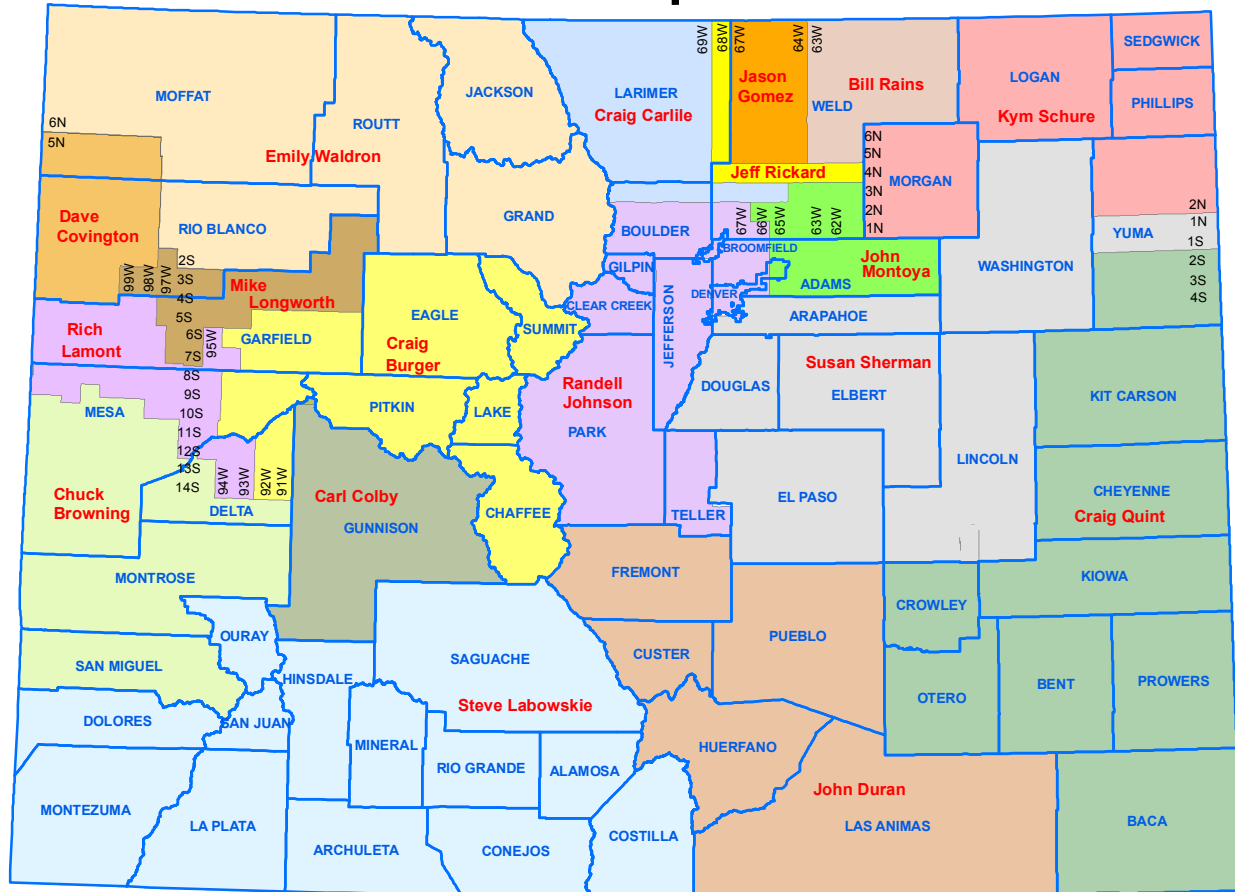 69W
68W
67W
64W
63W
SEDGWICK
MOFFAT
JACKSON
LARIMER
Craig Carlile
Jason
Gomez
Bill Rains
WELD
LOGAN
Kym Schure
PHILLIPS
ROUTT
6N
5N
Emily Waldron
6N
5N
4N
3N
2N
1N
MORGAN
Jeff Rickard
Dave
Covington
RIO BLANCO
GRAND
BOULDER
67W
66W
65W
63W
62W
2N
1N
1S
YUMA
2S
3S
4S
WASHINGTON
BROOMFIELD
John
Montoya
ADAMS
GILPIN
99W
98W
97W
2S
3S
4S
5S
6S
7S
95W
Mike
Longworth
CLEAR CREEK
DENVER
JEFFERSON
ARAPAHOE
EAGLE
SUMMIT
Rich
Lamont
GARFIELD
Craig
Burger
Susan Sherman
ELBERT
DOUGLAS
Randell
Johnson
PARK
8S
9S
10S
11S
12S
13S
14S
MESA
PITKIN
LAKE
KIT CARSON
LINCOLN
94W
93W
92W
91W
Chuck
Browning
DELTA
Carl Colby
GUNNISON
CHAFFEE
TELLER
EL PASO
CHEYENNE
Craig Quint
MONTROSE
FREMONT
KIOWA
CROWLEY
OURAY
PUEBLO
SAN MIGUEL
HINSDALE
SAGUACHE
CUSTER
OTERO
BENT
PROWERS
DOLORES
SAN JUAN
Steve Labowskie
MINERAL
RIO GRANDE
ALAMOSA
HUERFANO
John Duran
MONTEZUMA
LA PLATA
ARCHULETA
CONEJOS
COSTILLA
LAS ANIMAS
BACA